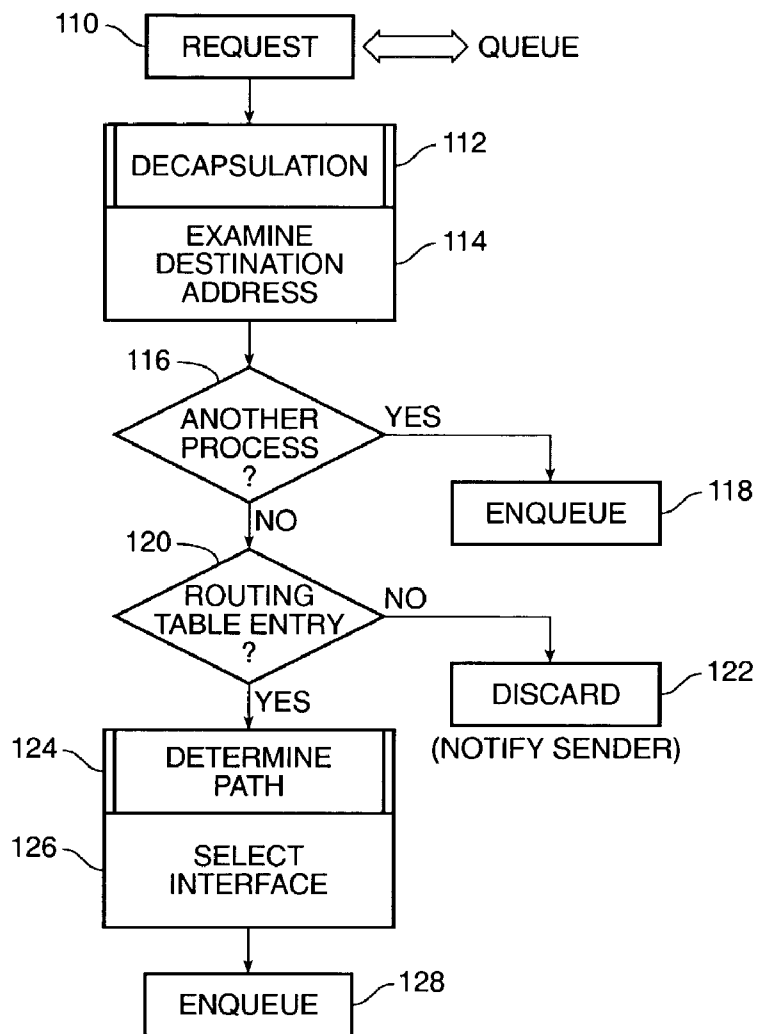 110
REQUEST
QUEUE
DECAPSULATION
112
EXAMINE
DESTINATION
ADDRESS
114
116
ANOTHER
PROCESS
?
YES
NO
ENQUEUE
118
120
ROUTING
TABLE ENTRY
?
NO
YES
DISCARD
122
(NOTIFY SENDER)
124
DETERMINE
PATH
126
SELECT
INTERFACE
ENQUEUE
128